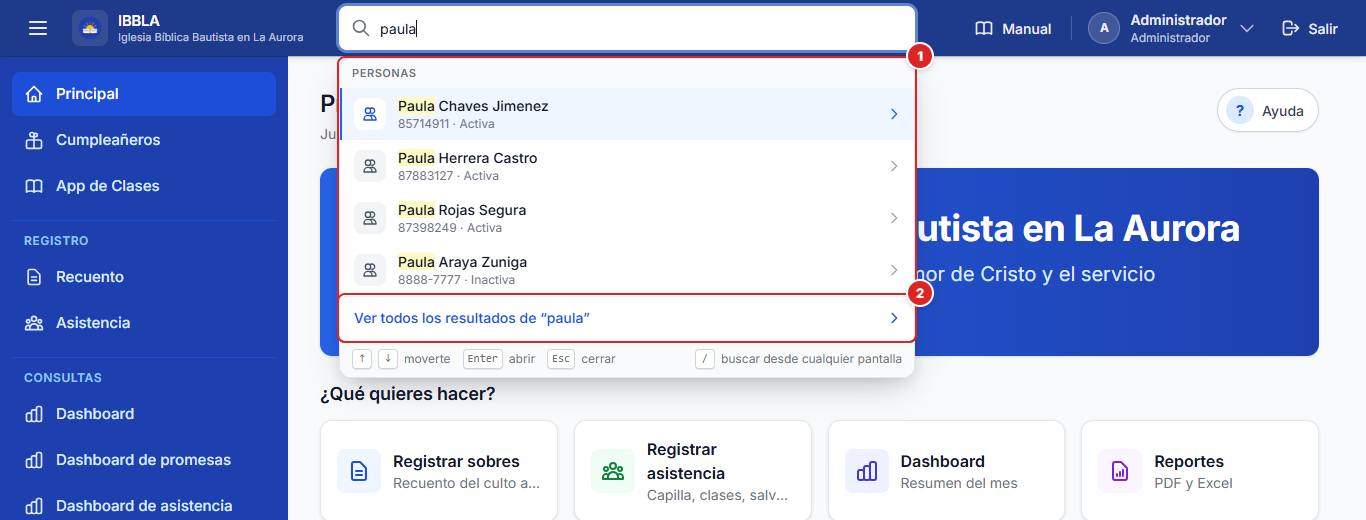 IBBLA
Iglesia Bíblica Bautista en La Aurora
paula
Manual
A
Administrador
Administrador
Salir
Principal
Cumpleañeros
App de Clases
REGISTRO
Recuento
Asistencia
CONSULTAS
Dashboard
Dashboard de promesas
Dashboard de asistencia
1
PERSONAS
Paula Chaves Jimenez
85714911 · Activa
Paula Herrera Castro
87883127 · Activa
Paula Rojas Segura
87398249 · Activa
Paula Araya Zuniga
8888-7777 · Inactiva
2
Ver todos los resultados de “paula”
↑ ↓ moverte Enter abrir Esc cerrar / buscar desde cualquier pantalla
P
Ju
? Ayuda
utista en La Aurora
mor de Cristo y el servicio
¿Qué quieres hacer?
Registrar sobres
Recuento del culto a...
Registrar
asistencia
Capilla, clases, salv...
Dashboard
Resumen del mes
Reportes
PDF y Excel